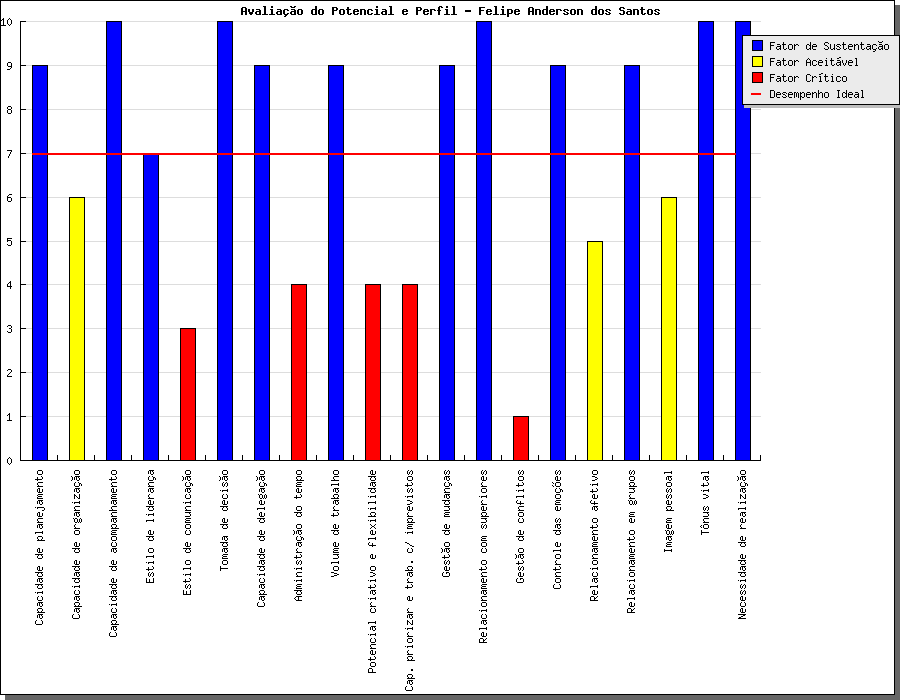 Avaliação do Potencial e Perfil - Felipe Anderson dos Santos
Fator de Sustentação
Fator Aceitável
Fator Crítico
Desempenho Ideal
10
9
8
7
6
5
4
3
2
1
0
Capacidade de planejamento
Capacidade de organização
Capacidade de acompanhamento
Estilo de liderança
Estilo de comunicação
Tomada de decisão
Capacidade de delegação
Administração do tempo
Volume de trabalho
Potencial criativo e flexibilidade
Cap. priorizar e trab. c/ imprevistos
Gestão de mudanças
Relacionamento com superiores
Gestão de conflitos
Controle das emoções
Relacionamento afetivo
Relacionamento em grupos
Imagem pessoal
Tônus vital
Necessidade de realização